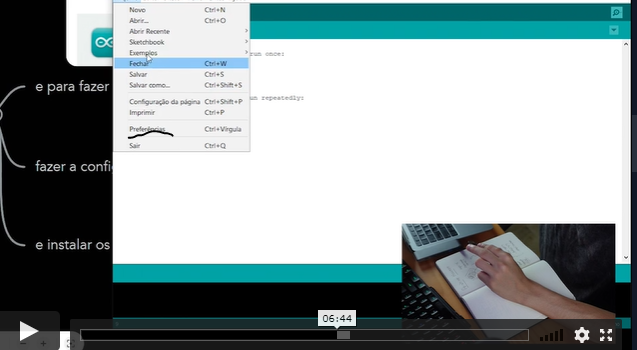 Novo Ctrl+N
Abrir... Ctrl+O
Abrir Recente
Sketchbook
Exemplos
run once:
e para fazer
Fechar Ctrl+W
Salvar Ctrl+S
Salvar como... Ctrl+Shift+S
un repeatedly:
Configuração da página Ctrl+Shift+P
Imprimir Ctrl+P
Preferências Ctrl+Vírgula
Sair Ctrl+Q
fazer a confi
e instalar os
06:44